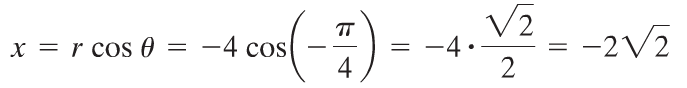 x = r cos θ = −4 cos(−π/4) = −4 · √2/2 = −2√2